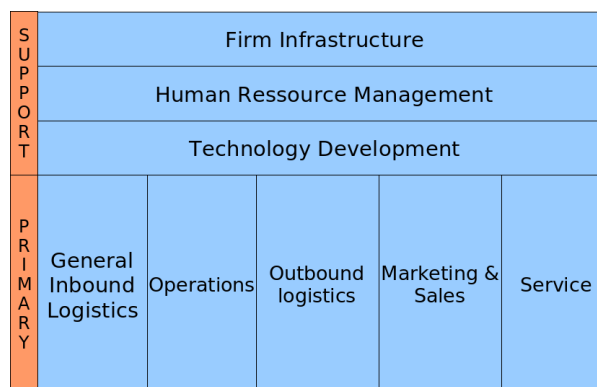 SUPPORT
Firm Infrastructure
Human Ressource Management
Technology Development
PRIMARY
General
Inbound
Logistics
Operations
Outbound
logistics
Marketing &
Sales
Service